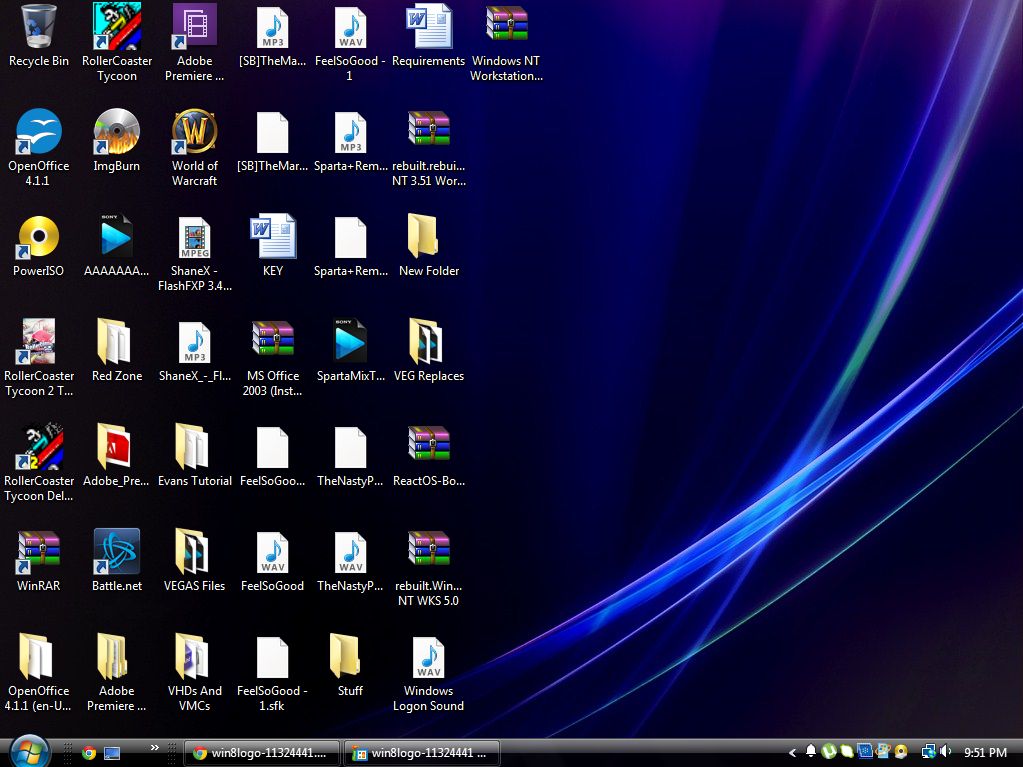 Recycle Bin
RollerCoaster
Tycoon
Adobe
Premiere ...
MP3
[SB]TheMa...
WAV
FeelSoGood -
1
Requirements
Windows NT
Workstation...
OpenOffice
4.1.1
ImgBurn
World of
Warcraft
[SB]TheMar...
MP3
Sparta+Rem...
rebuilt.rebui...
NT 3.51 Wor...
PowerISO
SONY
AAAAAAA...
MPEG
ShaneX -
FlashFXP 3.4...
KEY
Sparta+Rem...
New Folder
RollerCoaster
Tycoon 2 T...
Red Zone
MP3
ShaneX_-_Fl...
MS Office
2003 (Inst...
SONY
SpartaMixT...
VEG Replaces
RollerCoaster
Tycoon Del...
Adobe_Pre...
Evans Tutorial
FeelSoGoo...
TheNastyP...
ReactOS-Bo...
WinRAR
Battle.net
VEGAS Files
WAV
FeelSoGood
WAV
TheNastyP...
rebuilt.Win...
NT WKS 5.0
OpenOffice
4.1.1 (en-U...
Adobe
Premiere ...
VHDs And
VMCs
FeelSoGood -
1.sfk
Stuff
WAV
Windows
Logon Sound
win8logo-11324441....
win8logo-11324441 ...
9:51 PM